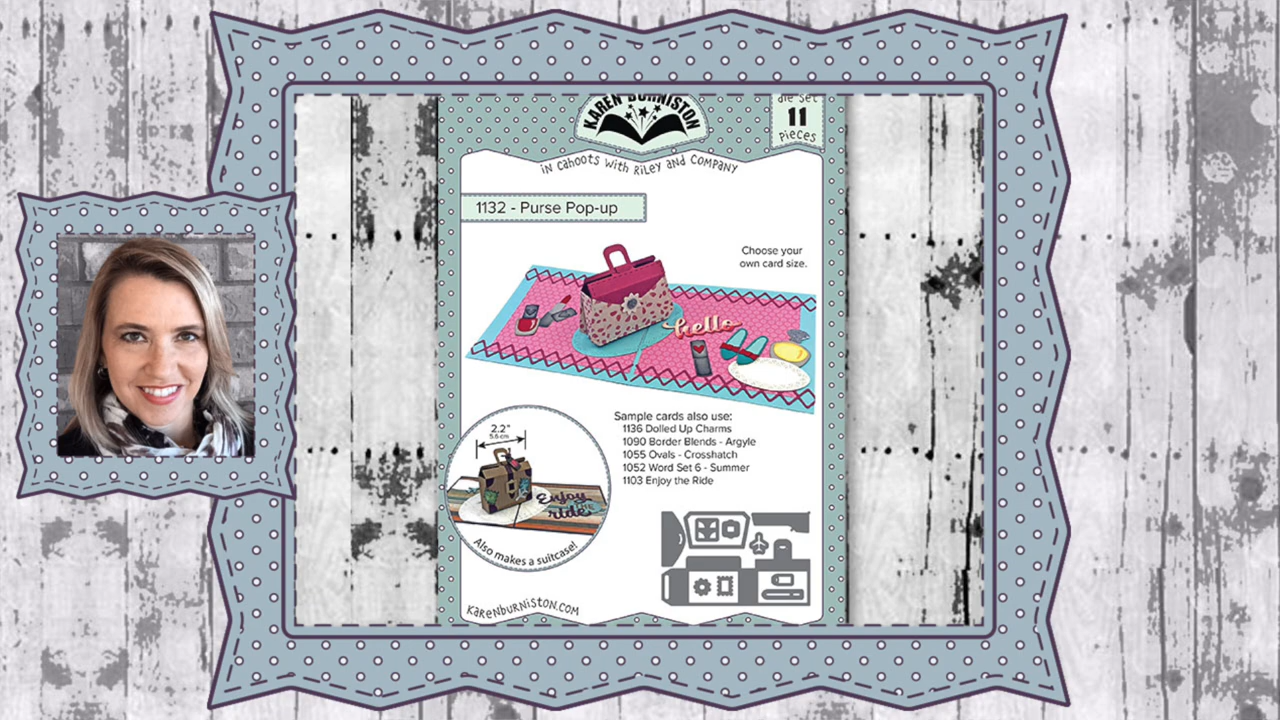 KAREN BURNISTON
die set
11
Pieces
in cahoots with Riley and Company
1132 - Purse Pop-up
Choose your
own card size.
hello
Sample cards also use:
1136 Dolled Up Charms
1090 Border Blends - Argyle
1055 Ovals - Crosshatch
1052 Word Set 6 - Summer
1103 Enjoy the Ride
2.2"
5.6 cm
Enjoy
the
ride
Also makes a suitcase!
KarenBurniston.com